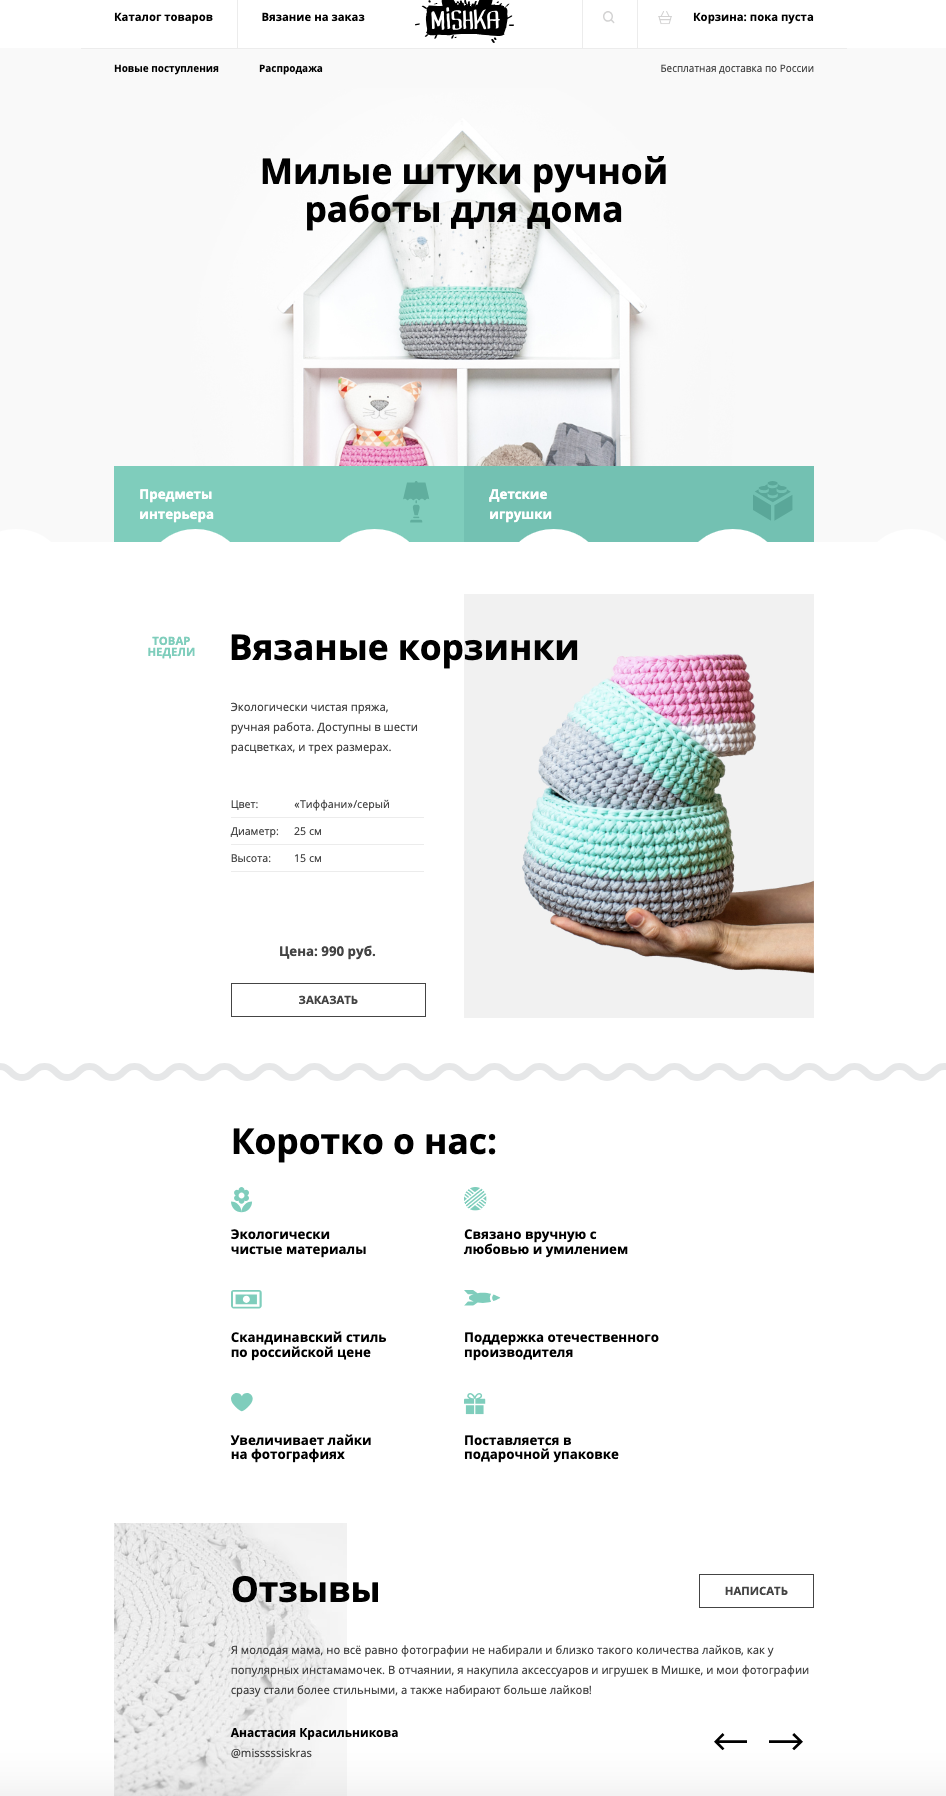 Каталог товаров
Вязание на заказ
MiSHKA
Корзина: пока пуста
Новые поступления
Распродажа
Бесплатная доставка по России
Милые штуки ручной
работы для дома
Предметы
интерьера
Детские
игрушки
ТОВАР
НЕДЕЛИ
Вязаные корзинки
Экологически чистая пряжа,
ручная работа. Доступны в шести
расцветках, и трех размерах.
Цвет: «Тиффани»/серый
Диаметр: 25 см
Высота: 15 см
Цена: 990 руб.
ЗАКАЗАТЬ
Коротко о нас:
Экологически
чистые материалы
Связано вручную с
любовью и умилением
Скандинавский стиль
по российской цене
Поддержка отечественного
производителя
Увеличивает лайки
на фотографиях
Поставляется в
подарочной упаковке
Отзывы
НАПИСАТЬ
Я молодая мама, но всё равно фотографии не набирали и близко такого количества лайков, как у
популярных инстамамочек. В отчаянии, я накупила аксессуаров и игрушек в Мишке, и мои фотографии
сразу стали более стильными, а также набирают больше лайков!
Анастасия Красильникова
@misssssiskras